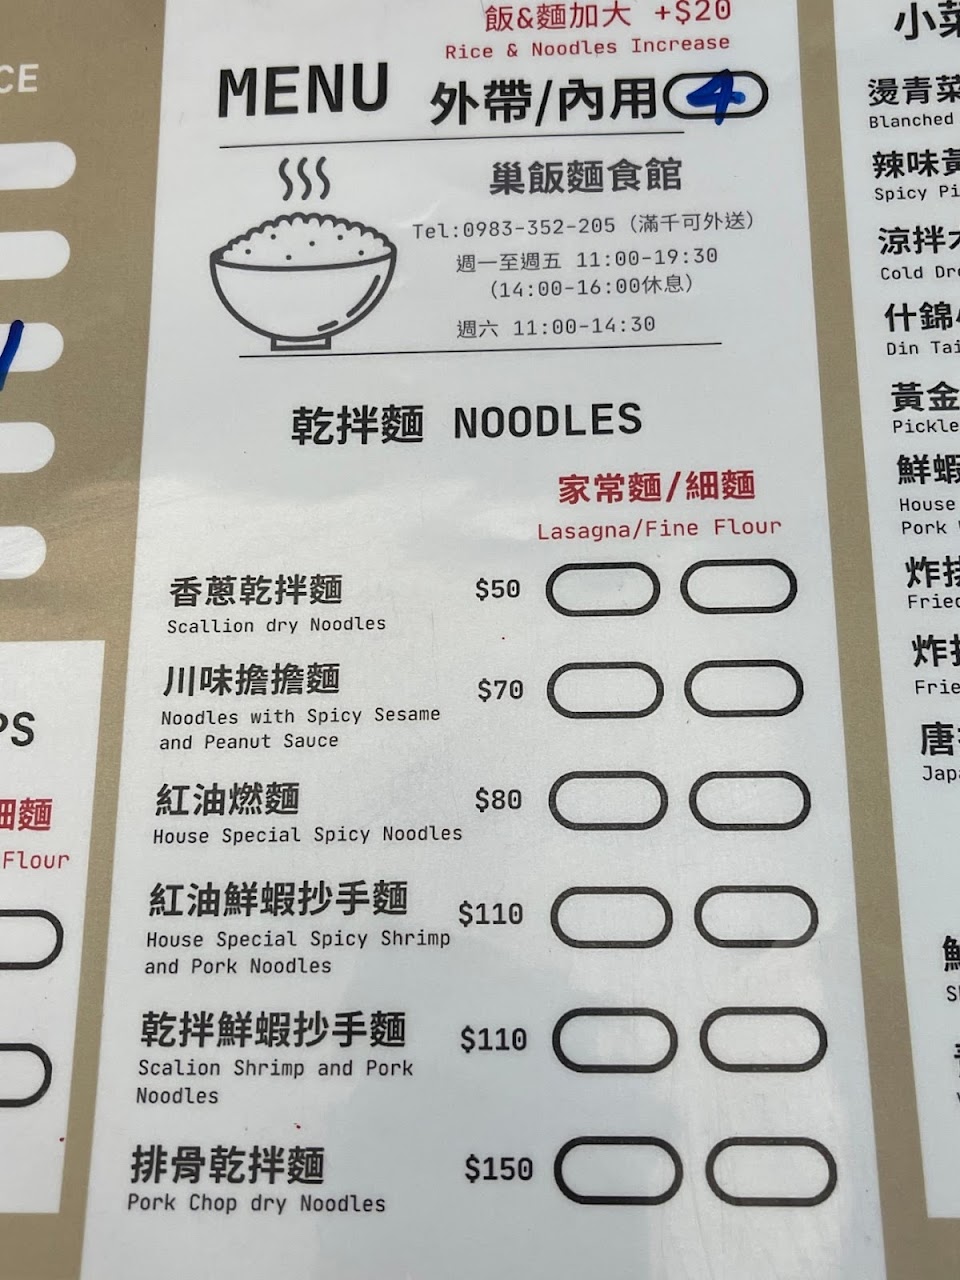 飯&麵加大 +$20
Rice & Noodles Increase
MENU
外帶/內用 4
巢飯麵食館
Tel:0983-352-205 (滿千可外送)
週一至週五 11:00-19:30
(14:00-16:00休息)
週六 11:00-14:30
乾拌麵 NOODLES
家常麵/細麵
Lasagna/Fine Flour
香蔥乾拌麵 $50
Scallion dry Noodles
川味擔擔麵 $70
Noodles with Spicy Sesame
and Peanut Sauce
紅油燃麵 $80
House Special Spicy Noodles
紅油鮮蝦抄手麵 $110
House Special Spicy Shrimp
and Pork Noodles
乾拌鮮蝦抄手麵 $110
Scalion Shrimp and Pork
Noodles
排骨乾拌麵 $150
Pork Chop dry Noodles
細麵
Flour
小菜
燙青菜
Blanched
辣味黃
Spicy
涼拌
Cold
什錦
Din Tai
黃金
鮮蝦
House
Pork
炸排
炸
唐